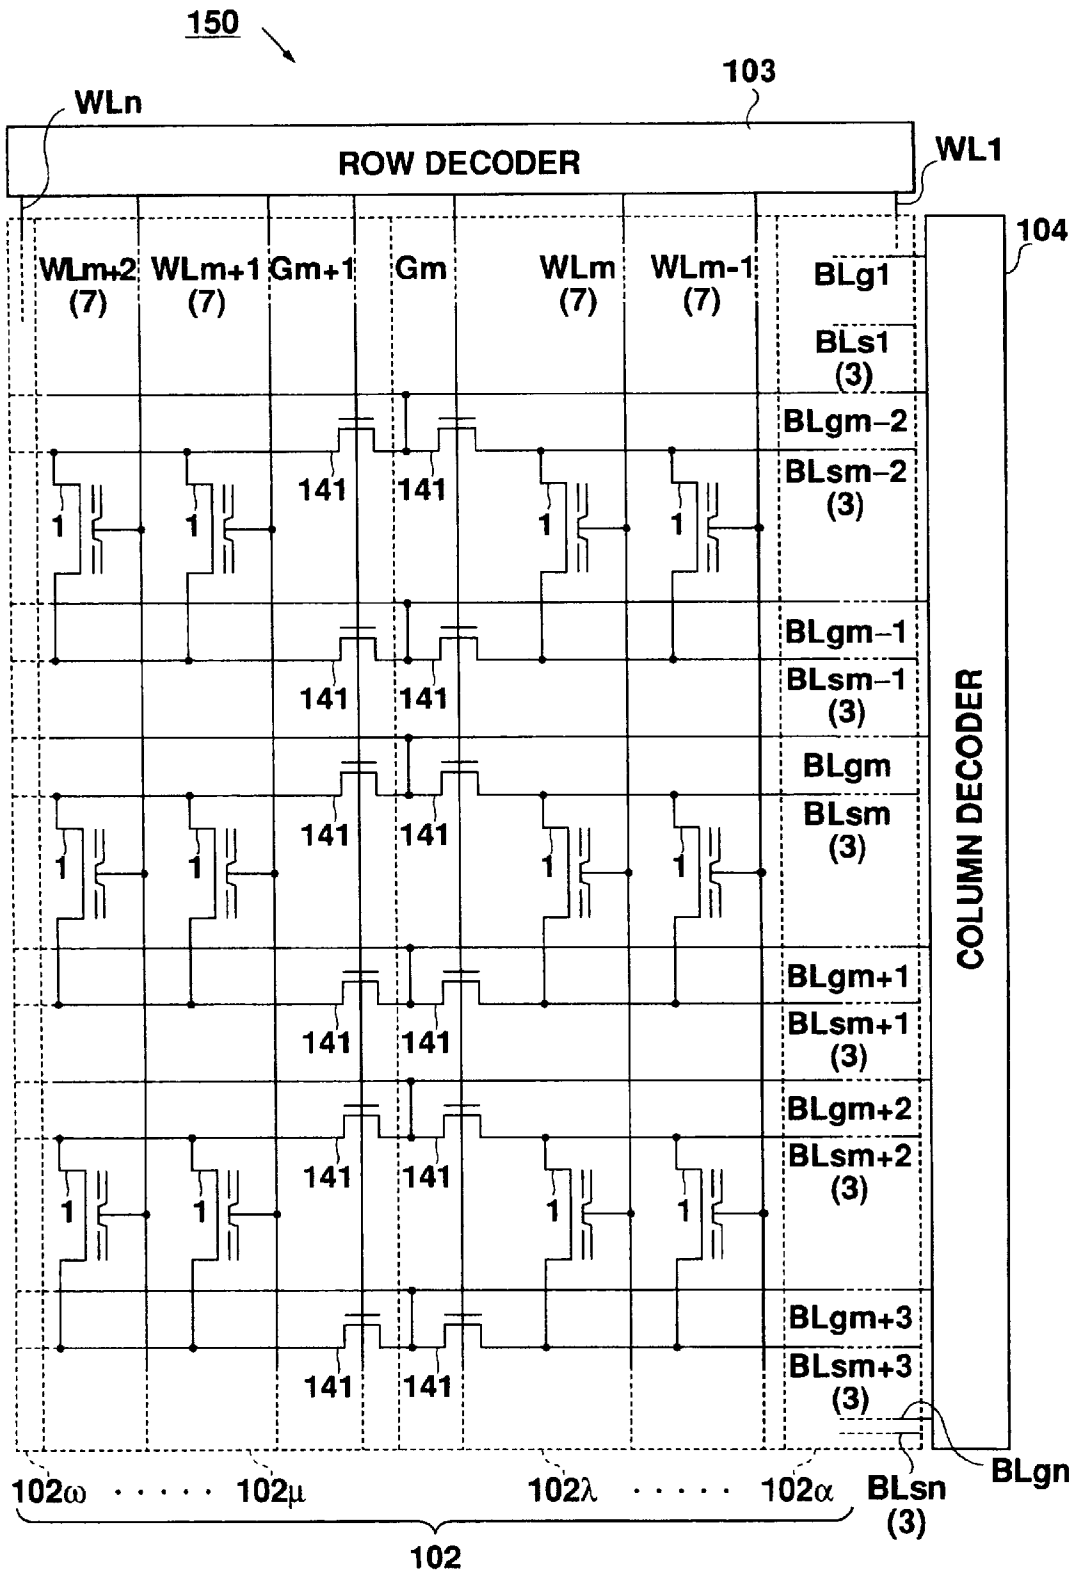 150
WLn
103
ROW DECODER
WL1
104
WLm+2 WLm+1 Gm+1 Gm WLm WLm-1 BLg1
(7) (7) (7) (7)
BLs1
(3)
BLgm-2
141 141 BLsm-2
(3)
1 1 1 1
BLgm-1
141 141 BLsm-1
(3)
BLgm
141 141 BLsm
(3)
1 1 1 1
COLUMN DECODER
BLgm+1
141 141 BLsm+1
(3)
BLgm+2
141 141 BLsm+2
(3)
1 1 1 1
BLgm+3
141 141 BLsm+3
(3)
BLgn
102ω ······ 102μ 102λ ······ 102α BLsn
(3)
102